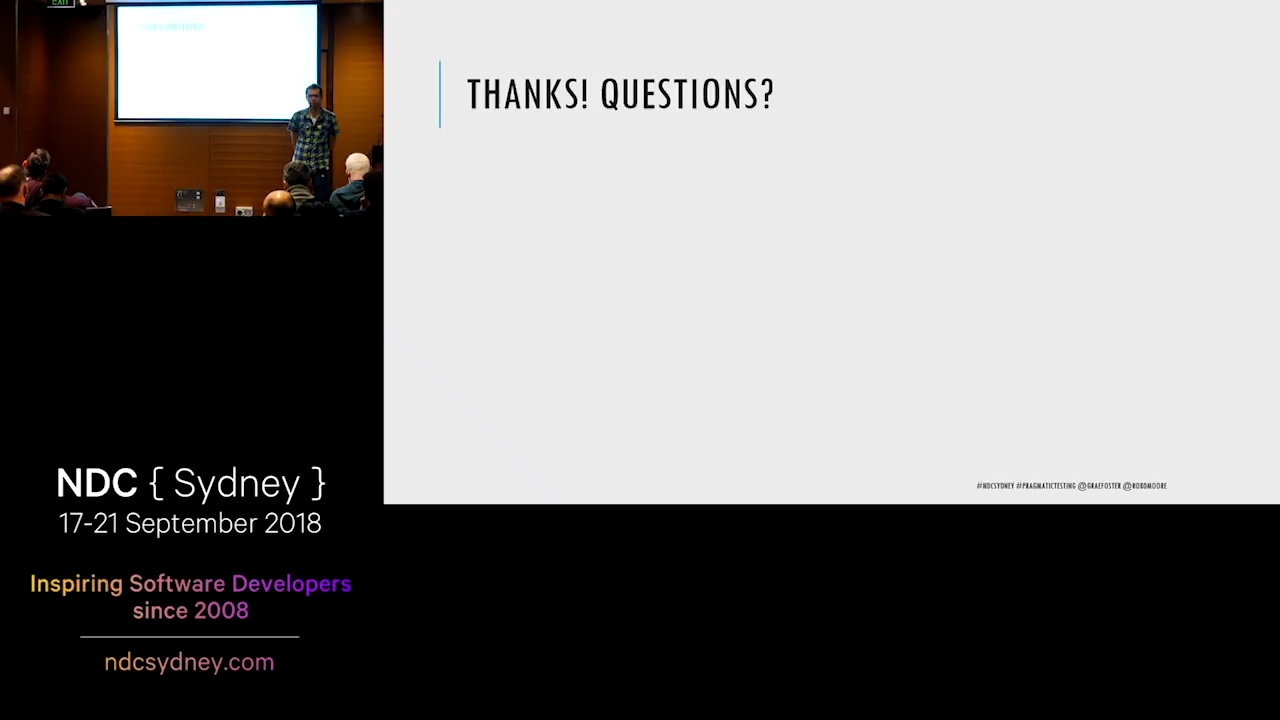 EXIT
THANKS! QUESTIONS?
#NDCSYDNEY #PRAGMATICTESTING @GRAEFOSTER @ROBDMOORE
NDC { Sydney }
17-21 September 2018
Inspiring Software Developers
since 2008
ndcsydney.com